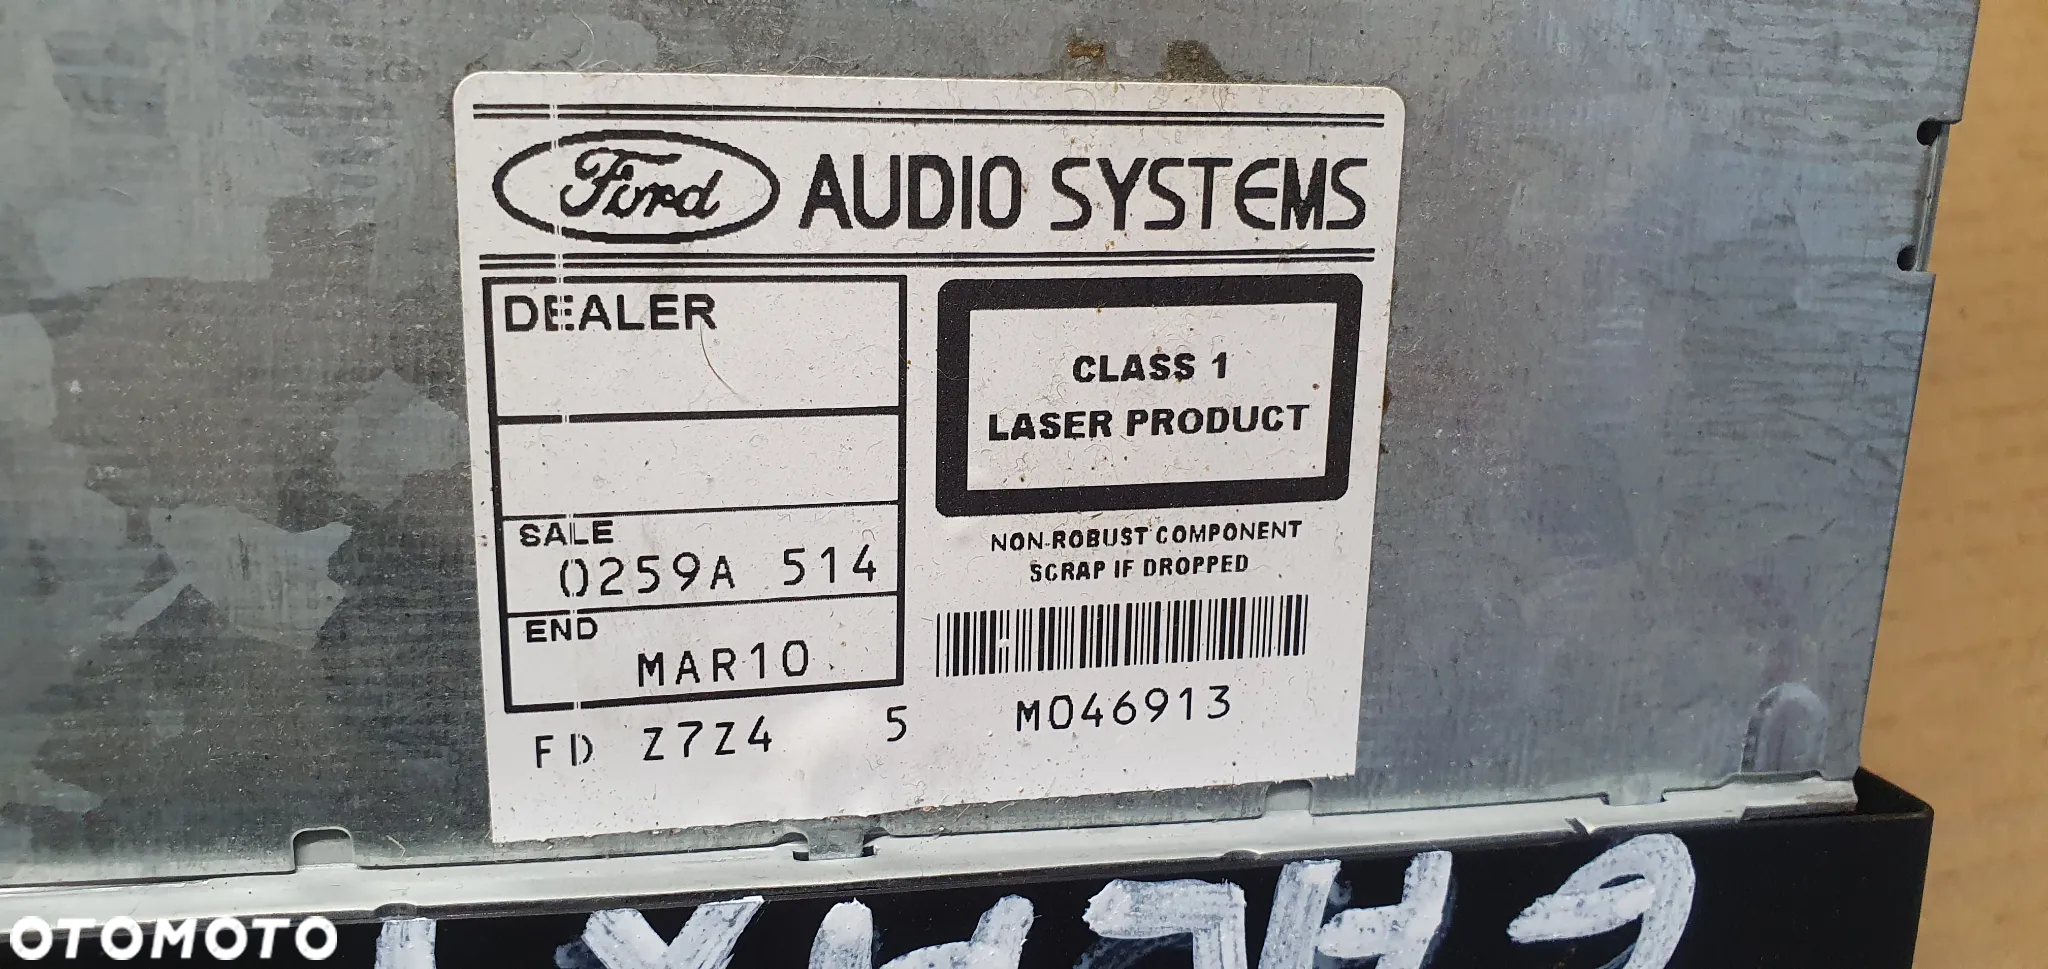 Ford AUDIO SYSTEMS
DEALER
SALE
0259A 514
END
MAR10
FD Z7Z4 5
CLASS 1
LASER PRODUCT
NON-ROBUST COMPONENT
SCRAP IF DROPPED
M046913
OTOMOTO